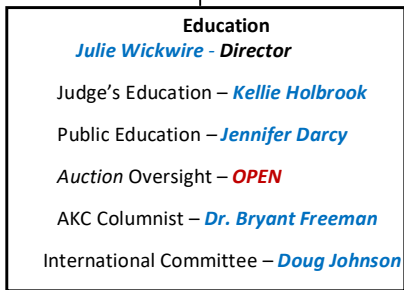 Education
Julie Wickwire - Director
Judge’s Education – Kellie Holbrook
Public Education – Jennifer Darcy
Auction Oversight – OPEN
AKC Columnist – Dr. Bryant Freeman
International Committee – Doug Johnson